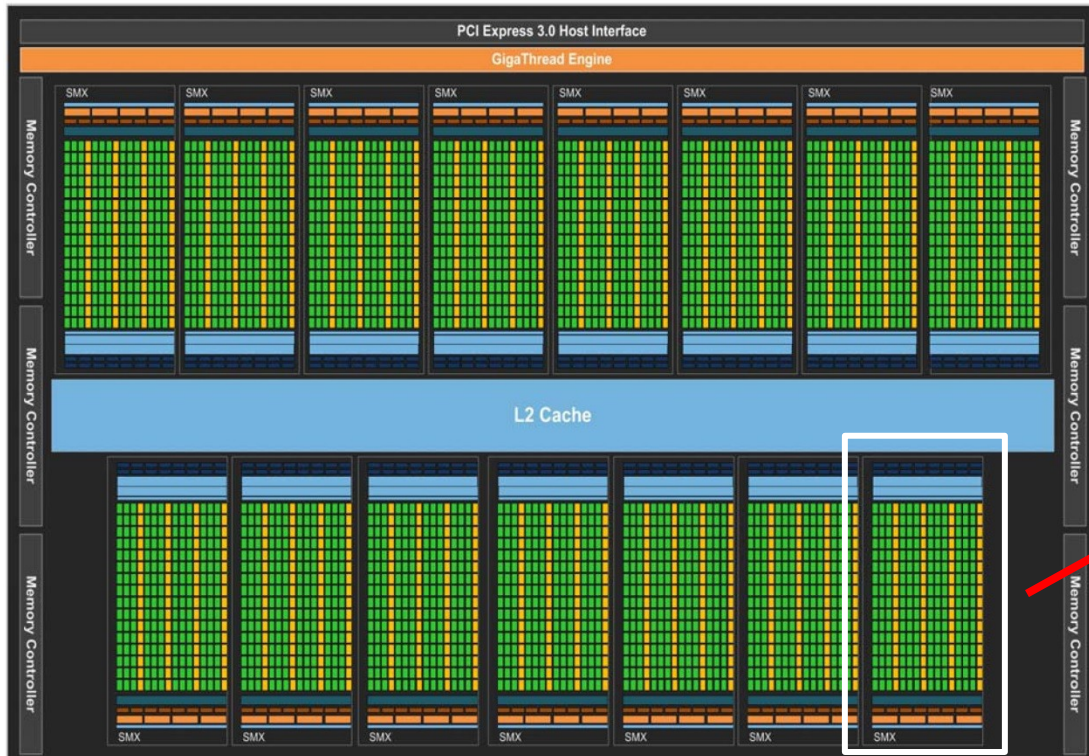 PCI Express 3.0 Host Interface
GigaThread Engine
SMX SMX SMX SMX SMX SMX SMX SMX
Memory Controller
Memory Controller
L2 Cache
Memory Controller
Memory Controller
Memory Controller
Memory Controller
SMX SMX SMX SMX SMX SMX SMX